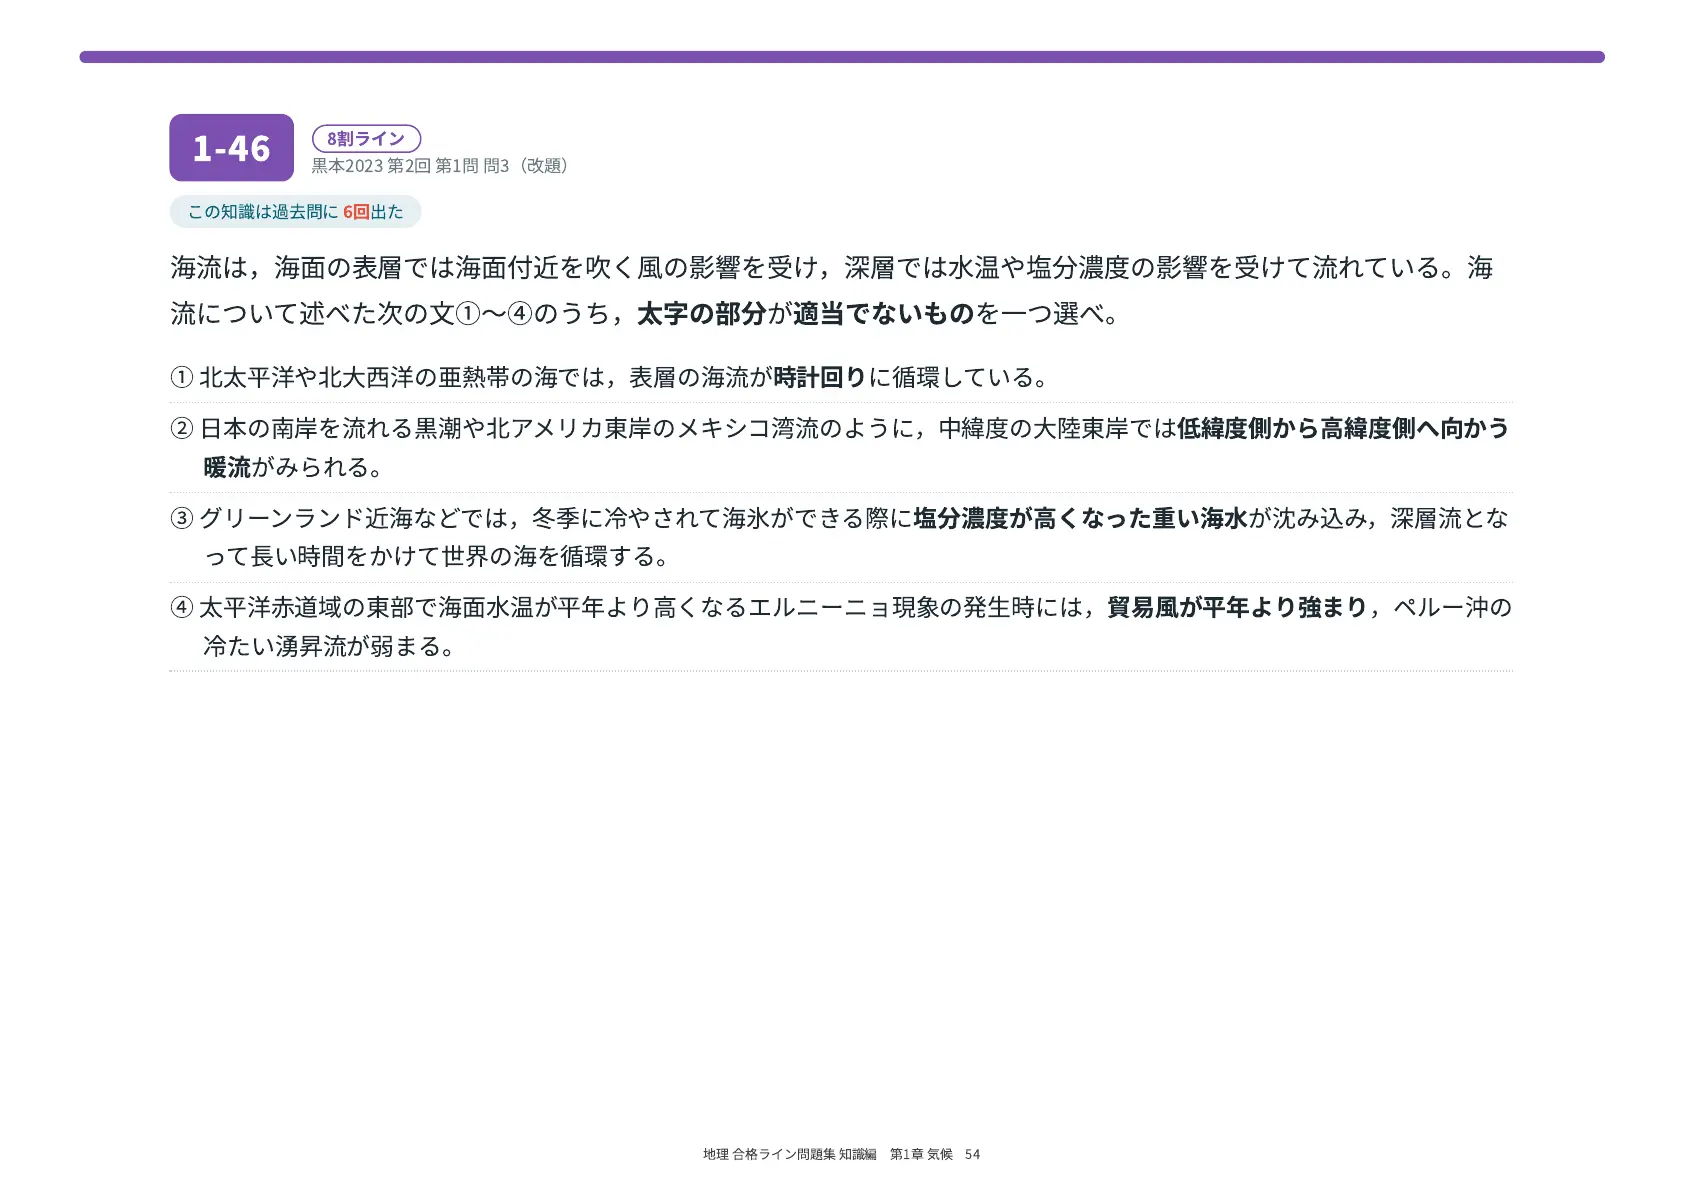 1-46
8割ライン
黒本2023 第2回 第1問 問3（改題）
この知識は過去問に 6回出た
海流は，海面の表層では海面付近を吹く風の影響を受け，深層では水温や塩分濃度の影響を受けて流れている。海
流について述べた次の文①～④のうち，太字の部分が適当でないものを一つ選べ。
① 北太平洋や北大西洋の亜熱帯の海では，表層の海流が時計回りに循環している。
② 日本の南岸を流れる黒潮や北アメリカ東岸のメキシコ湾流のように，中緯度の大陸東岸では低緯度側から高緯度側へ向かう
暖流がみられる。
③ グリーンランド近海などでは，冬季に冷やされて海氷ができる際に塩分濃度が高くなった重い海水が沈み込み，深層流とな
って長い時間をかけて世界の海を循環する。
④ 太平洋赤道域の東部で海面水温が平年より高くなるエルニーニョ現象の発生時には，貿易風が平年より強まり，ペルー沖の
冷たい湧昇流が弱まる。
地理 合格ライン問題集 知識編 第1章 気候 54